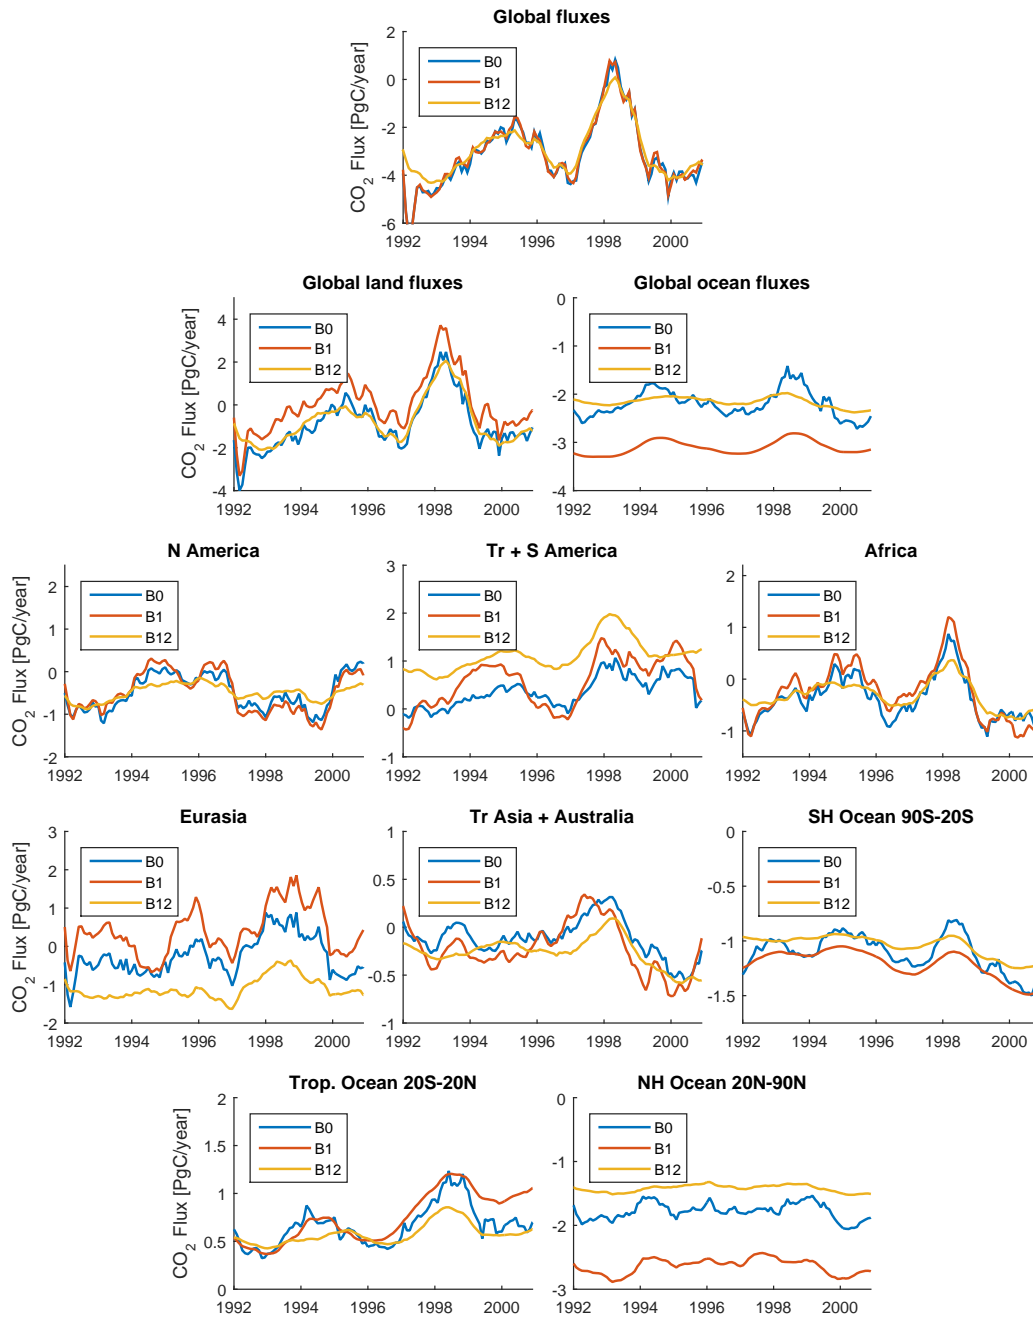 Global fluxes
CO2 Flux [PgC/year]
2
0
-2
-4
-6
B0
B1
B12
1992 1994 1996 1998 2000
Global land fluxes
CO2 Flux [PgC/year]
4
2
0
-2
-4
B0
B1
B12
1992 1994 1996 1998 2000
Global ocean fluxes
0
-1
-2
-3
-4
B0
B1
B12
1992 1994 1996 1998 2000
N America
CO2 Flux [PgC/year]
2
1
0
-1
-2
B0
B1
B12
1992 1994 1996 1998 2000
Tr + S America
3
2
1
0
-1
B0
B1
B12
1992 1994 1996 1998 2000
Africa
2
1
0
-1
B0
B1
B12
1992 1994 1996 1998 2000
Eurasia
CO2 Flux [PgC/year]
3
2
1
0
-1
-2
B0
B1
B12
1992 1994 1996 1998 2000
Tr Asia + Australia
1
0.5
0
-0.5
-1
B0
B1
B12
1992 1994 1996 1998 2000
SH Ocean 90S-20S
0
-0.5
-1
-1.5
B0
B1
B12
1992 1994 1996 1998 2000
Trop. Ocean 20S-20N
CO2 Flux [PgC/year]
2
1.5
1
0.5
0
B0
B1
B12
1992 1994 1996 1998 2000
NH Ocean 20N-90N
0
-1
-2
-3
B0
B1
B12
1992 1994 1996 1998 2000